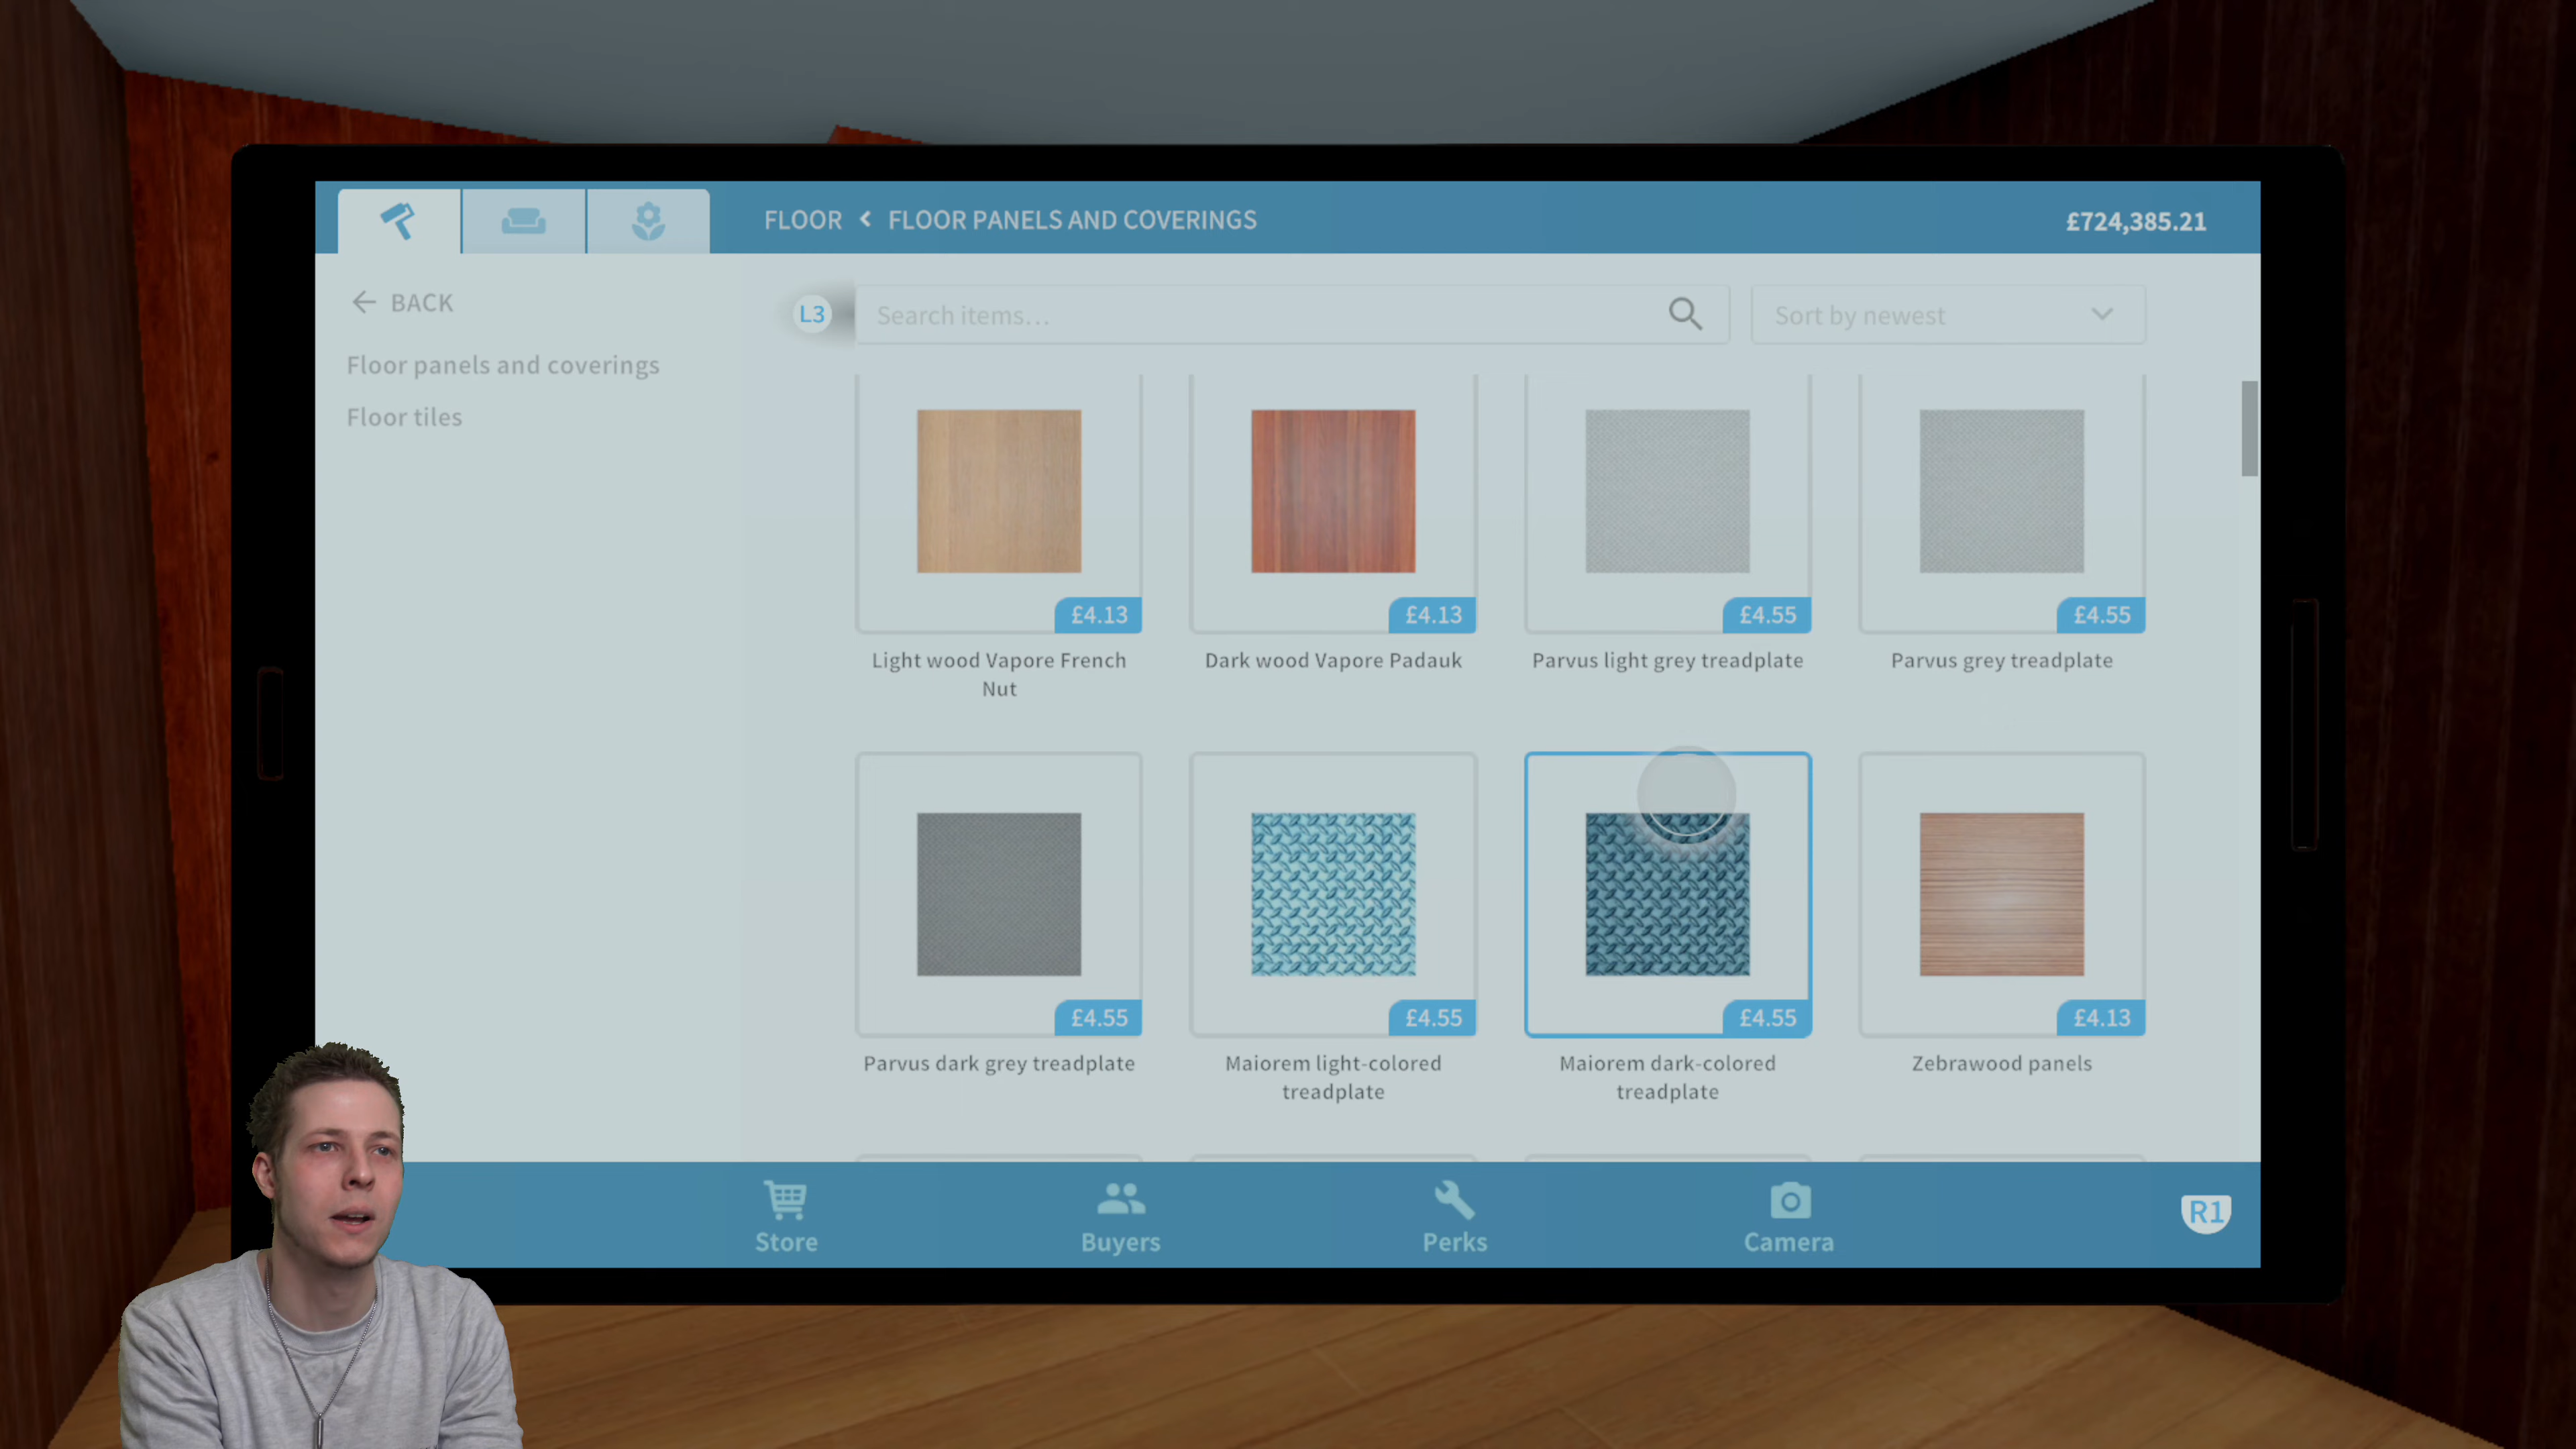 FLOOR < FLOOR PANELS AND COVERINGS
£724,385.21
BACK
Floor panels and coverings
Floor tiles
L3
Search items...
Sort by newest
£4.13
£4.13
£4.55
£4.55
Light wood Vapore French
Nut
Dark wood Vapore Padauk
Parvus light grey treadplate
Parvus grey treadplate
£4.55
£4.55
£4.55
£4.13
Parvus dark grey treadplate
Maiorem light-colored
treadplate
Maiorem dark-colored
treadplate
Zebrawood panels
Store
Buyers
Perks
Camera
R1